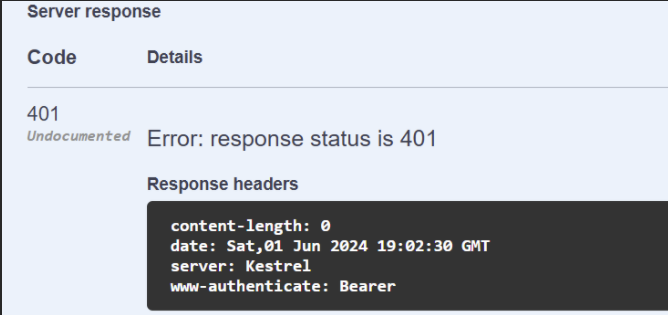 Server response
Code Details
401
Undocumented
Error: response status is 401
Response headers
content-length: 0
date: Sat,01 Jun 2024 19:02:30 GMT
server: Kestrel
www-authenticate: Bearer